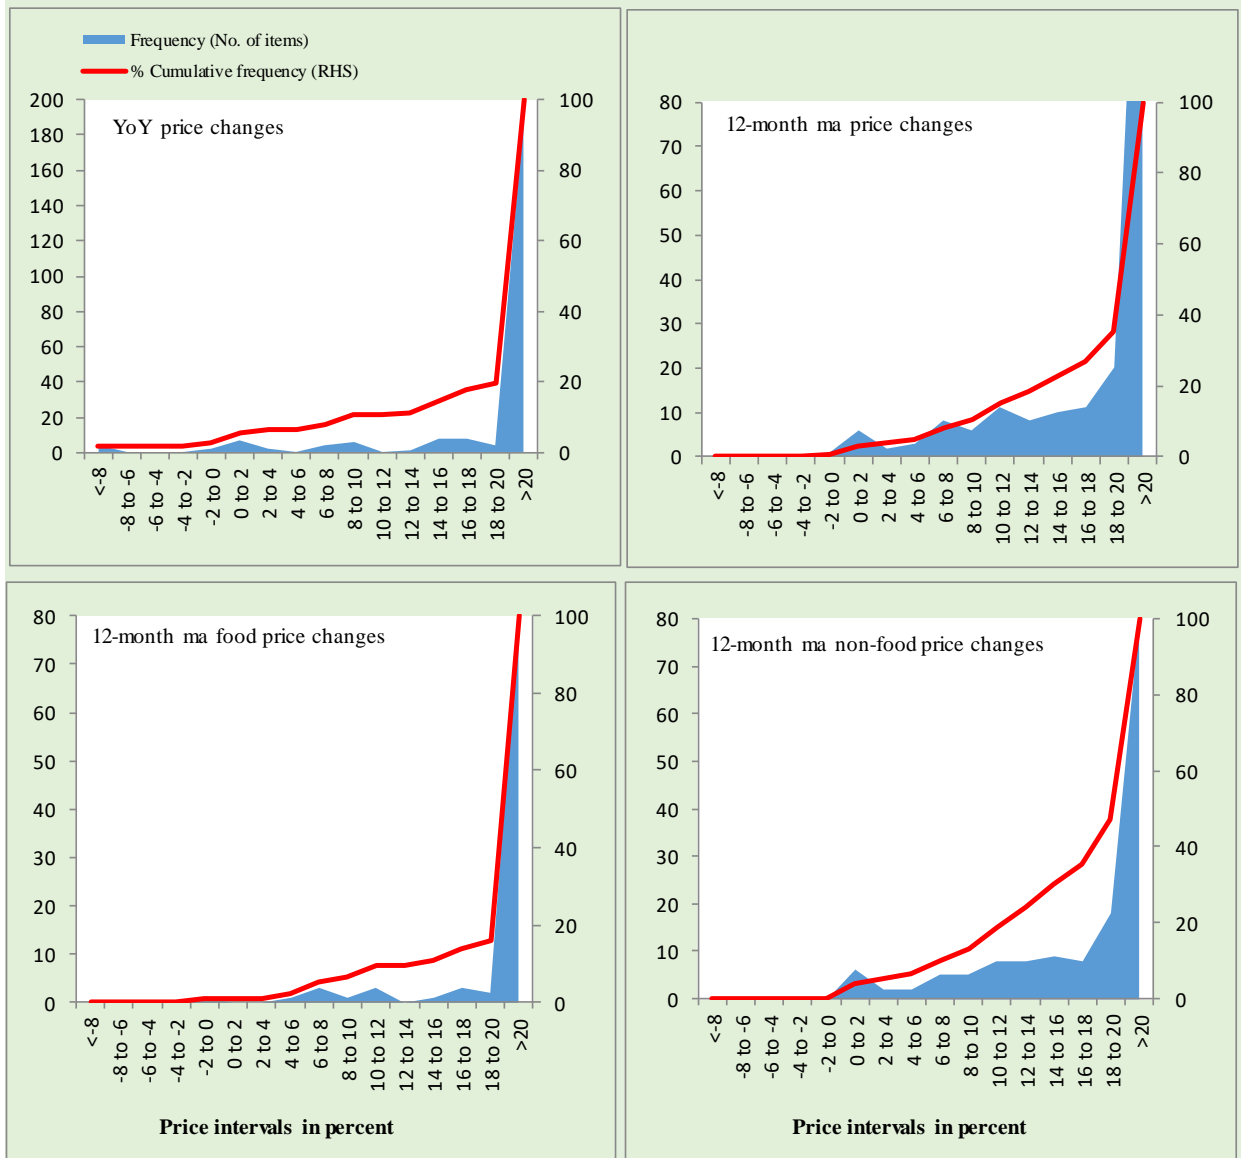 Frequency (No. of items)
% Cumulative frequency (RHS)
YoY price changes
200
180
160
140
120
100
80
60
40
20
0
100
80
60
40
20
0
<-8
-8 to -6
-6 to -4
-4 to -2
-2 to 0
0 to 2
2 to 4
4 to 6
6 to 8
8 to 10
10 to 12
12 to 14
14 to 16
16 to 18
18 to 20
>20
12-month ma price changes
80
70
60
50
40
30
20
10
0
100
80
60
40
20
0
<-8
-8 to -6
-6 to -4
-4 to -2
-2 to 0
0 to 2
2 to 4
4 to 6
6 to 8
8 to 10
10 to 12
12 to 14
14 to 16
16 to 18
18 to 20
>20
12-month ma food price changes
80
70
60
50
40
30
20
10
0
100
80
60
40
20
0
<-8
-8 to -6
-6 to -4
-4 to -2
-2 to 0
0 to 2
2 to 4
4 to 6
6 to 8
8 to 10
10 to 12
12 to 14
14 to 16
16 to 18
18 to 20
>20
Price intervals in percent
12-month ma non-food price changes
80
70
60
50
40
30
20
10
0
100
80
60
40
20
0
<-8
-8 to -6
-6 to -4
-4 to -2
-2 to 0
0 to 2
2 to 4
4 to 6
6 to 8
8 to 10
10 to 12
12 to 14
14 to 16
16 to 18
18 to 20
>20
Price intervals in percent